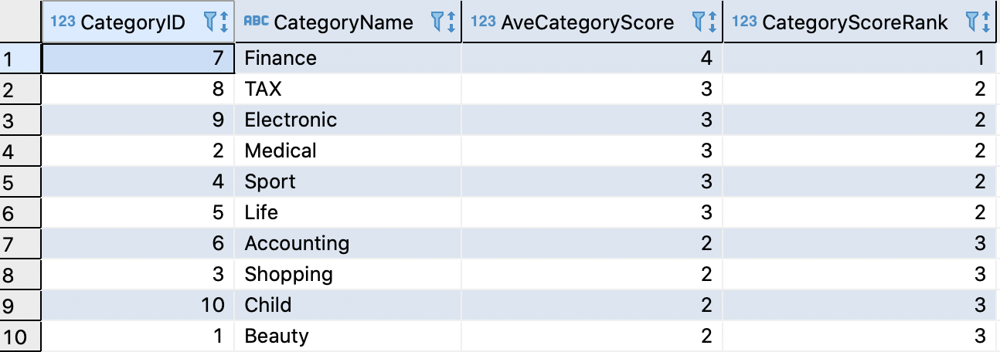 123 CategoryID ABC CategoryName 123 AveCategoryScore 123 CategoryScoreRank
1 7 Finance 4 1
2 8 TAX 3 2
3 9 Electronic 3 2
4 2 Medical 3 2
5 4 Sport 3 2
6 5 Life 3 2
7 6 Accounting 2 3
8 3 Shopping 2 3
9 10 Child 2 3
10 1 Beauty 2 3